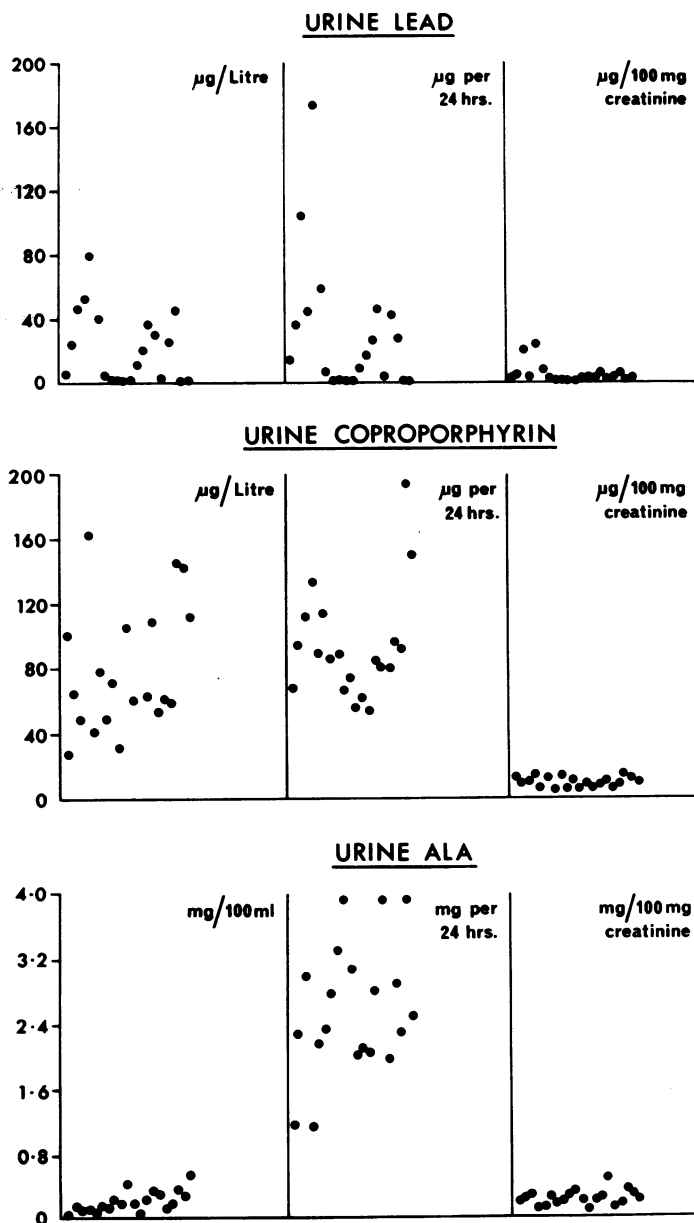 URINE LEAD
µg/Litre
µg per
24 hrs.
µg/100 mg
creatinine
200
160
120
80
40
0
URINE COPROPORPHYRIN
µg/Litre
µg per
24 hrs.
µg/100 mg
creatinine
200
160
120
80
40
0
URINE ALA
mg/100 ml
mg per
24 hrs.
mg/100 mg
creatinine
4·0
3·2
2·4
1·6
0·8
0